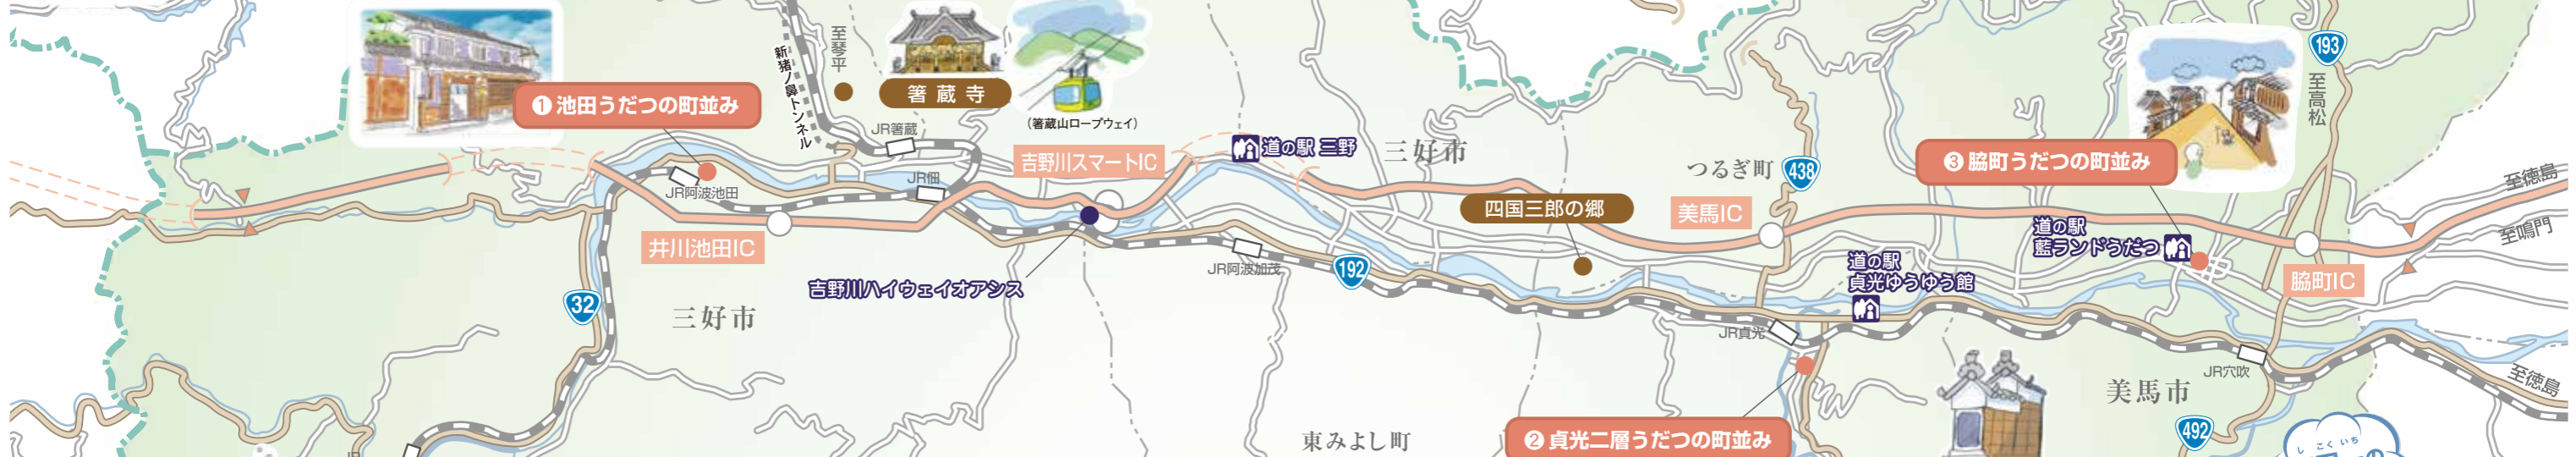 ❶池田うだつの町並み
新猪ノ鼻トンネル
至琴平
箸蔵寺
(箸蔵山ロープウェイ)
JR箸蔵
JR阿波池田
JR佃
吉野川スマートIC
井川池田IC
吉野川ハイウェイオアシス
32
三好市
道の駅 三野
三好市
JR阿波加茂
192
四国三郎の郷
東みよし町
つるぎ町
438
美馬IC
道の駅
貞光ゆうゆう館
JR貞光
❷貞光二層うだつの町並み
❸脇町うだつの町並み
道の駅
藍ランドうだつ
193
至高松
脇町IC
至徳島
至鳴門
JR穴吹
至徳島
美馬市
492
しこくいち